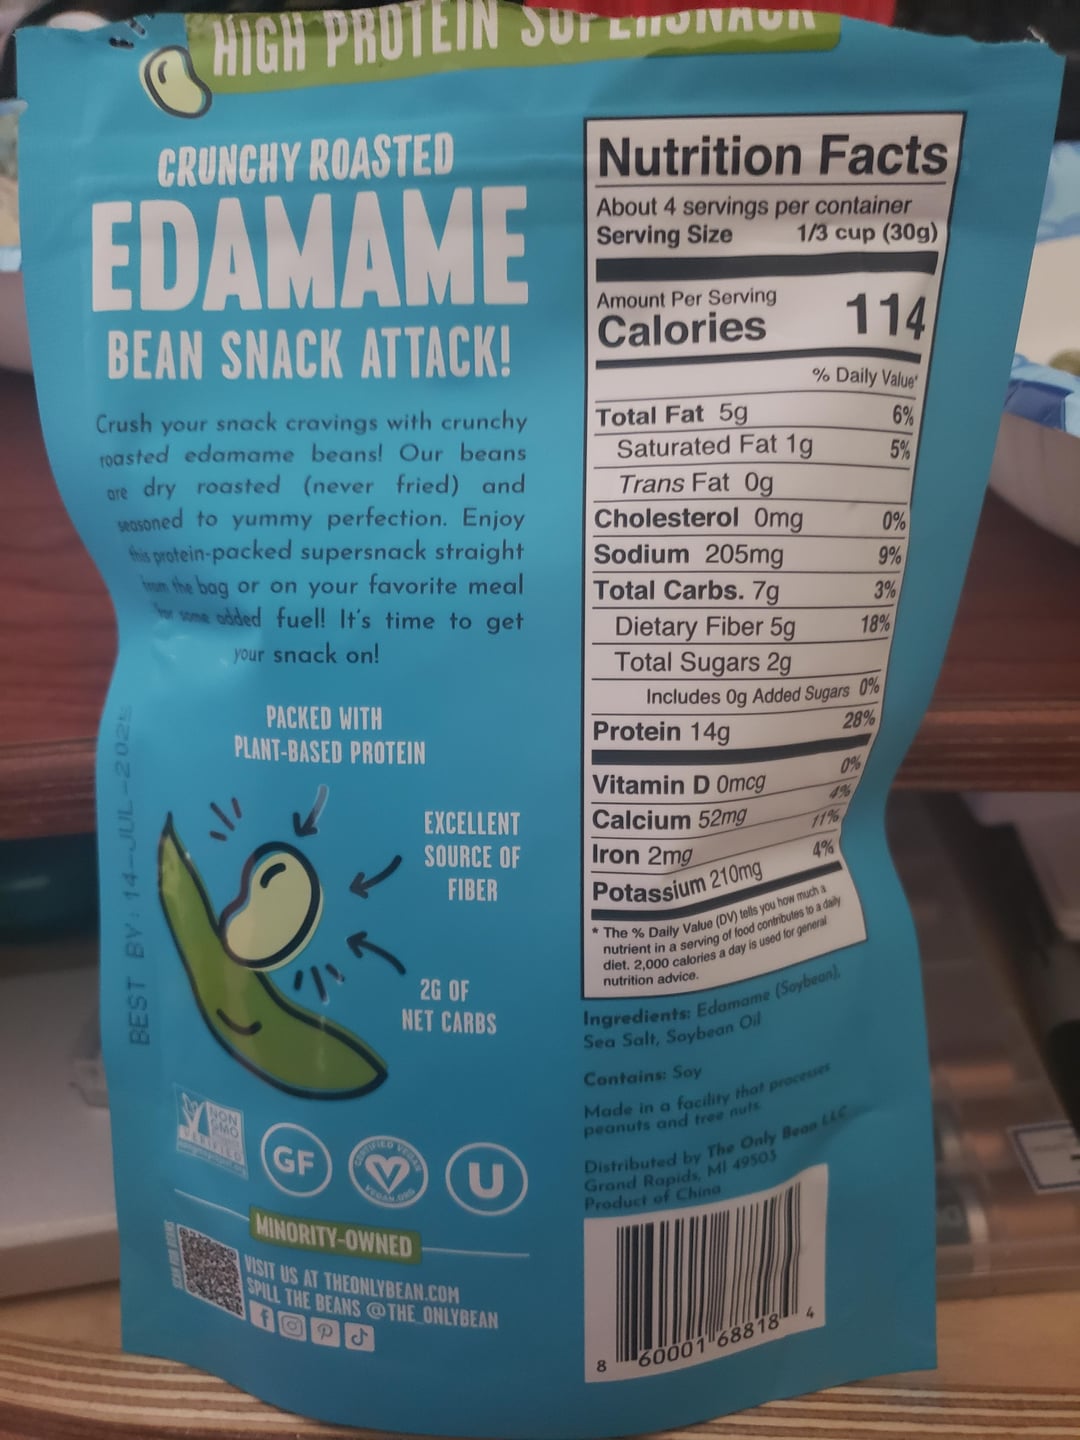 HIGH PROTEIN SUPERSNACK
CRUNCHY ROASTED
EDAMAME
BEAN SNACK ATTACK!
Crush your snack cravings with crunchy
roasted edamame beans! Our beans
are dry roasted (never fried) and
seasoned to yummy perfection. Enjoy
this protein-packed supersnack straight
from the bag or on your favorite meal
for some added fuel! It's time to get
your snack on!
PACKED WITH
PLANT-BASED PROTEIN
EXCELLENT
SOURCE OF
FIBER
2G OF
NET CARBS
BEST BY: 14-JUL-2025
NON
GMO
VERIFIED
GF
CERTIFIED VEGAN
VEGAN.ORG
U
MINORITY-OWNED
SCAN FOR BEANS
VISIT US AT THEONLYBEAN.COM
SPILL THE BEANS @THE_ONLYBEAN
Nutrition Facts
About 4 servings per container
Serving Size 1/3 cup (30g)
Amount Per Serving
Calories 114
% Daily Value*
Total Fat 5g 6%
Saturated Fat 1g 5%
Trans Fat 0g
Cholesterol 0mg 0%
Sodium 205mg 9%
Total Carbs. 7g 3%
Dietary Fiber 5g 18%
Total Sugars 2g
Includes 0g Added Sugars 0%
Protein 14g 28%
Vitamin D 0mcg 0%
Calcium 52mg 4%
Iron 2mg 11%
Potassium 210mg 4%
* The % Daily Value (DV) tells you how much a
nutrient in a serving of food contributes to a daily
diet. 2,000 calories a day is used for general
nutrition advice.
Ingredients: Edamame (Soybean),
Sea Salt, Soybean Oil
Contains: Soy
Made in a facility that processes
peanuts and tree nuts.
Distributed by The Only Bean LLC
Grand Rapids, MI 49503
Product of China
8 60001 68818 4